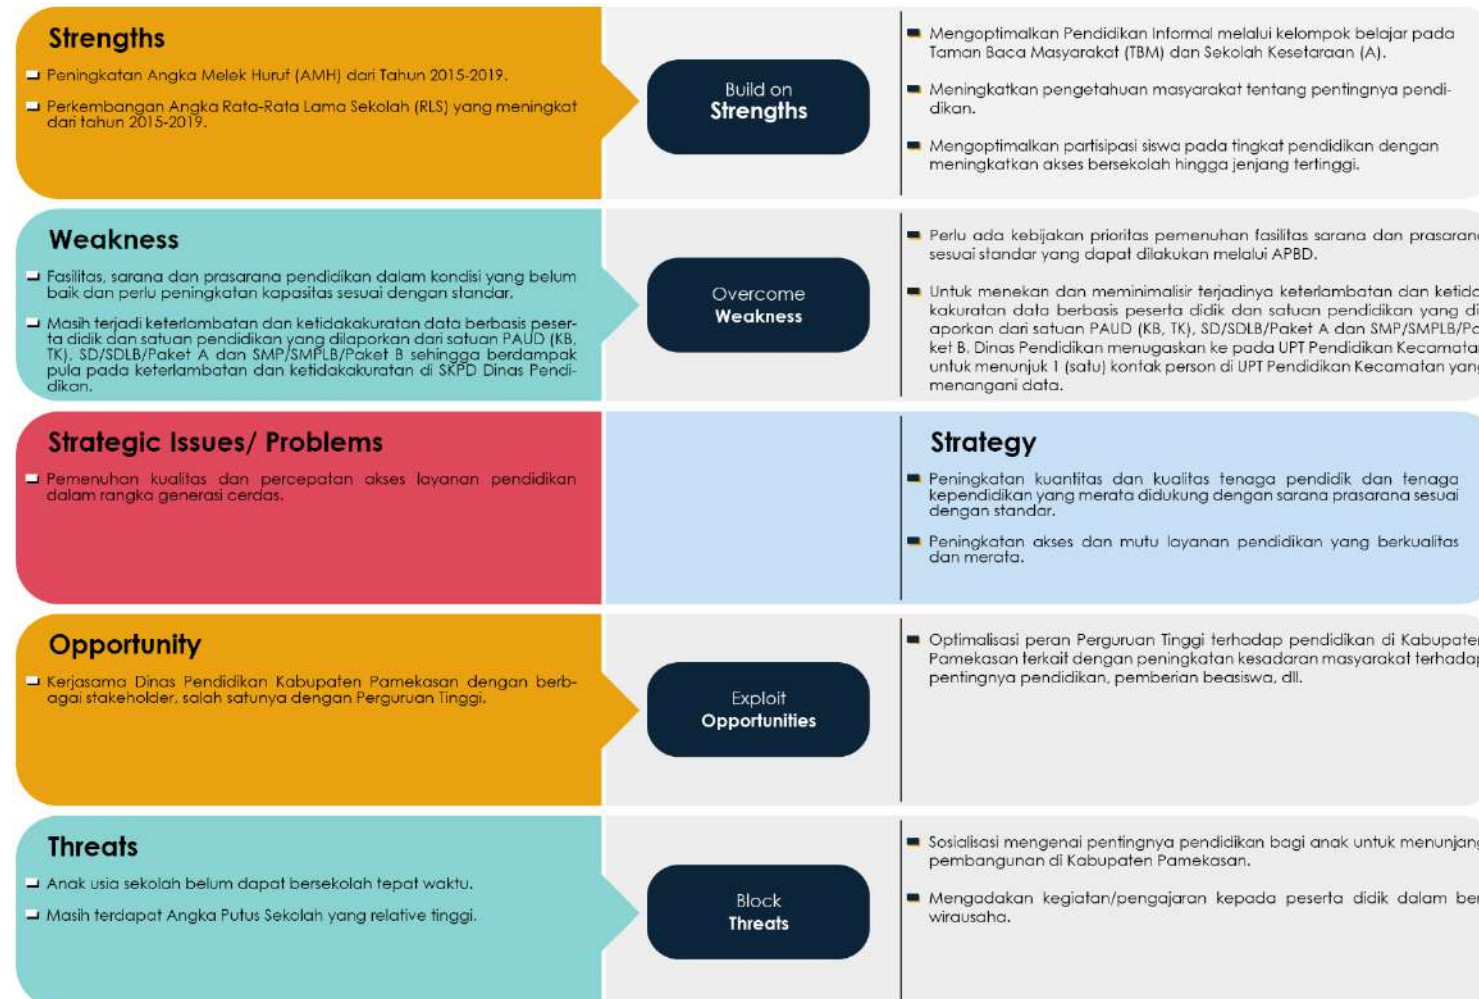 Strengths
Peningkatan Angka Melek Huruf (AMH) dari Tahun 2015-2019.
Perkembangan Angka Rata-Rata Lama Sekolah (RLS) yang meningkat
dari tahun 2015-2019.
Build on
Strengths
Mengoptimalkan Pendidikan Informal melalui kelompok belajar pada
Taman Baca Masyarakat (TBM) dan Sekolah Kesetaraan (A).
Meningkatkan pengetahuan masyarakat tentang pentingnya pendi-
dikan.
Mengoptimalkan partisipasi siswa pada tingkat pendidikan dengan
meningkatkan akses bersekolah hingga jenjang tertinggi.
Weakness
Fasilitas, sarana dan prasarana pendidikan dalam kondisi yang belum
baik dan perlu peningkatan kapasitas sesuai dengan standar.
Masih terjadi keterlambatan dan ketidakakuratan data berbasis peser-
ta didik dan satuan pendidikan yang dilaporkan dari satuan PAUD (KB,
TK), SD/SDLB/Paket A dan SMP/SMPLB/Paket B sehingga berdampak
pula pada keterlambatan dan ketidakakuratan di SKPD Dinas Pendi-
dikan.
Overcome
Weakness
Perlu ada kebijakan prioritas pemenuhan fasilitas sarana dan prasarana
sesuai standar yang dapat dilakukan melalui APBD.
Untuk menekan dan meminimalisir terjadinya keterlambatan dan ketida
kakuratan data berbasis peserta didik dan satuan pendidikan yang di
aporkan dari satuan PAUD (KB, TK), SD/SDLB/Paket A dan SMP/SMPLB/Pa
ket B, Dinas Pendidikan menugaskan ke pada UPT Pendidikan Kecamatan
untuk menunjuk 1 (satu) kontak person di UPT Pendidikan Kecamatan yang
menangani data.
Strategic Issues/ Problems
Pemenuhan kualitas dan percepatan akses layanan pendidikan
dalam rangka generasi cerdas.
Strategy
Peningkatan kuantitas dan kualitas tenaga pendidik dan tenaga
kependidikan yang merata didukung dengan sarana prasarana sesuai
dengan standar.
Peningkatan akses dan mutu layanan pendidikan yang berkualitas
dan merata.
Opportunity
Kerjasama Dinas Pendidikan Kabupaten Pamekasan dengan berb-
agai stakeholder, salah satunya dengan Perguruan Tinggi.
Exploit
Opportunities
Optimalisasi peran Perguruan Tinggi terhadap pendidikan di Kabupaten
Pamekasan terkait dengan peningkatan kesadaran masyarakat terhadap
pentingnya pendidikan, pemberian beasiswa, dll.
Threats
Anak usia sekolah belum dapat bersekolah tepat waktu.
Masih terdapat Angka Putus Sekolah yang relative tinggi.
Block
Threats
Sosialisasi mengenai pentingnya pendidikan bagi anak untuk menunjang
pembangunan di Kabupaten Pamekasan.
Mengadakan kegiatan/pengajaran kepada peserta didik dalam ber
wirausaha.